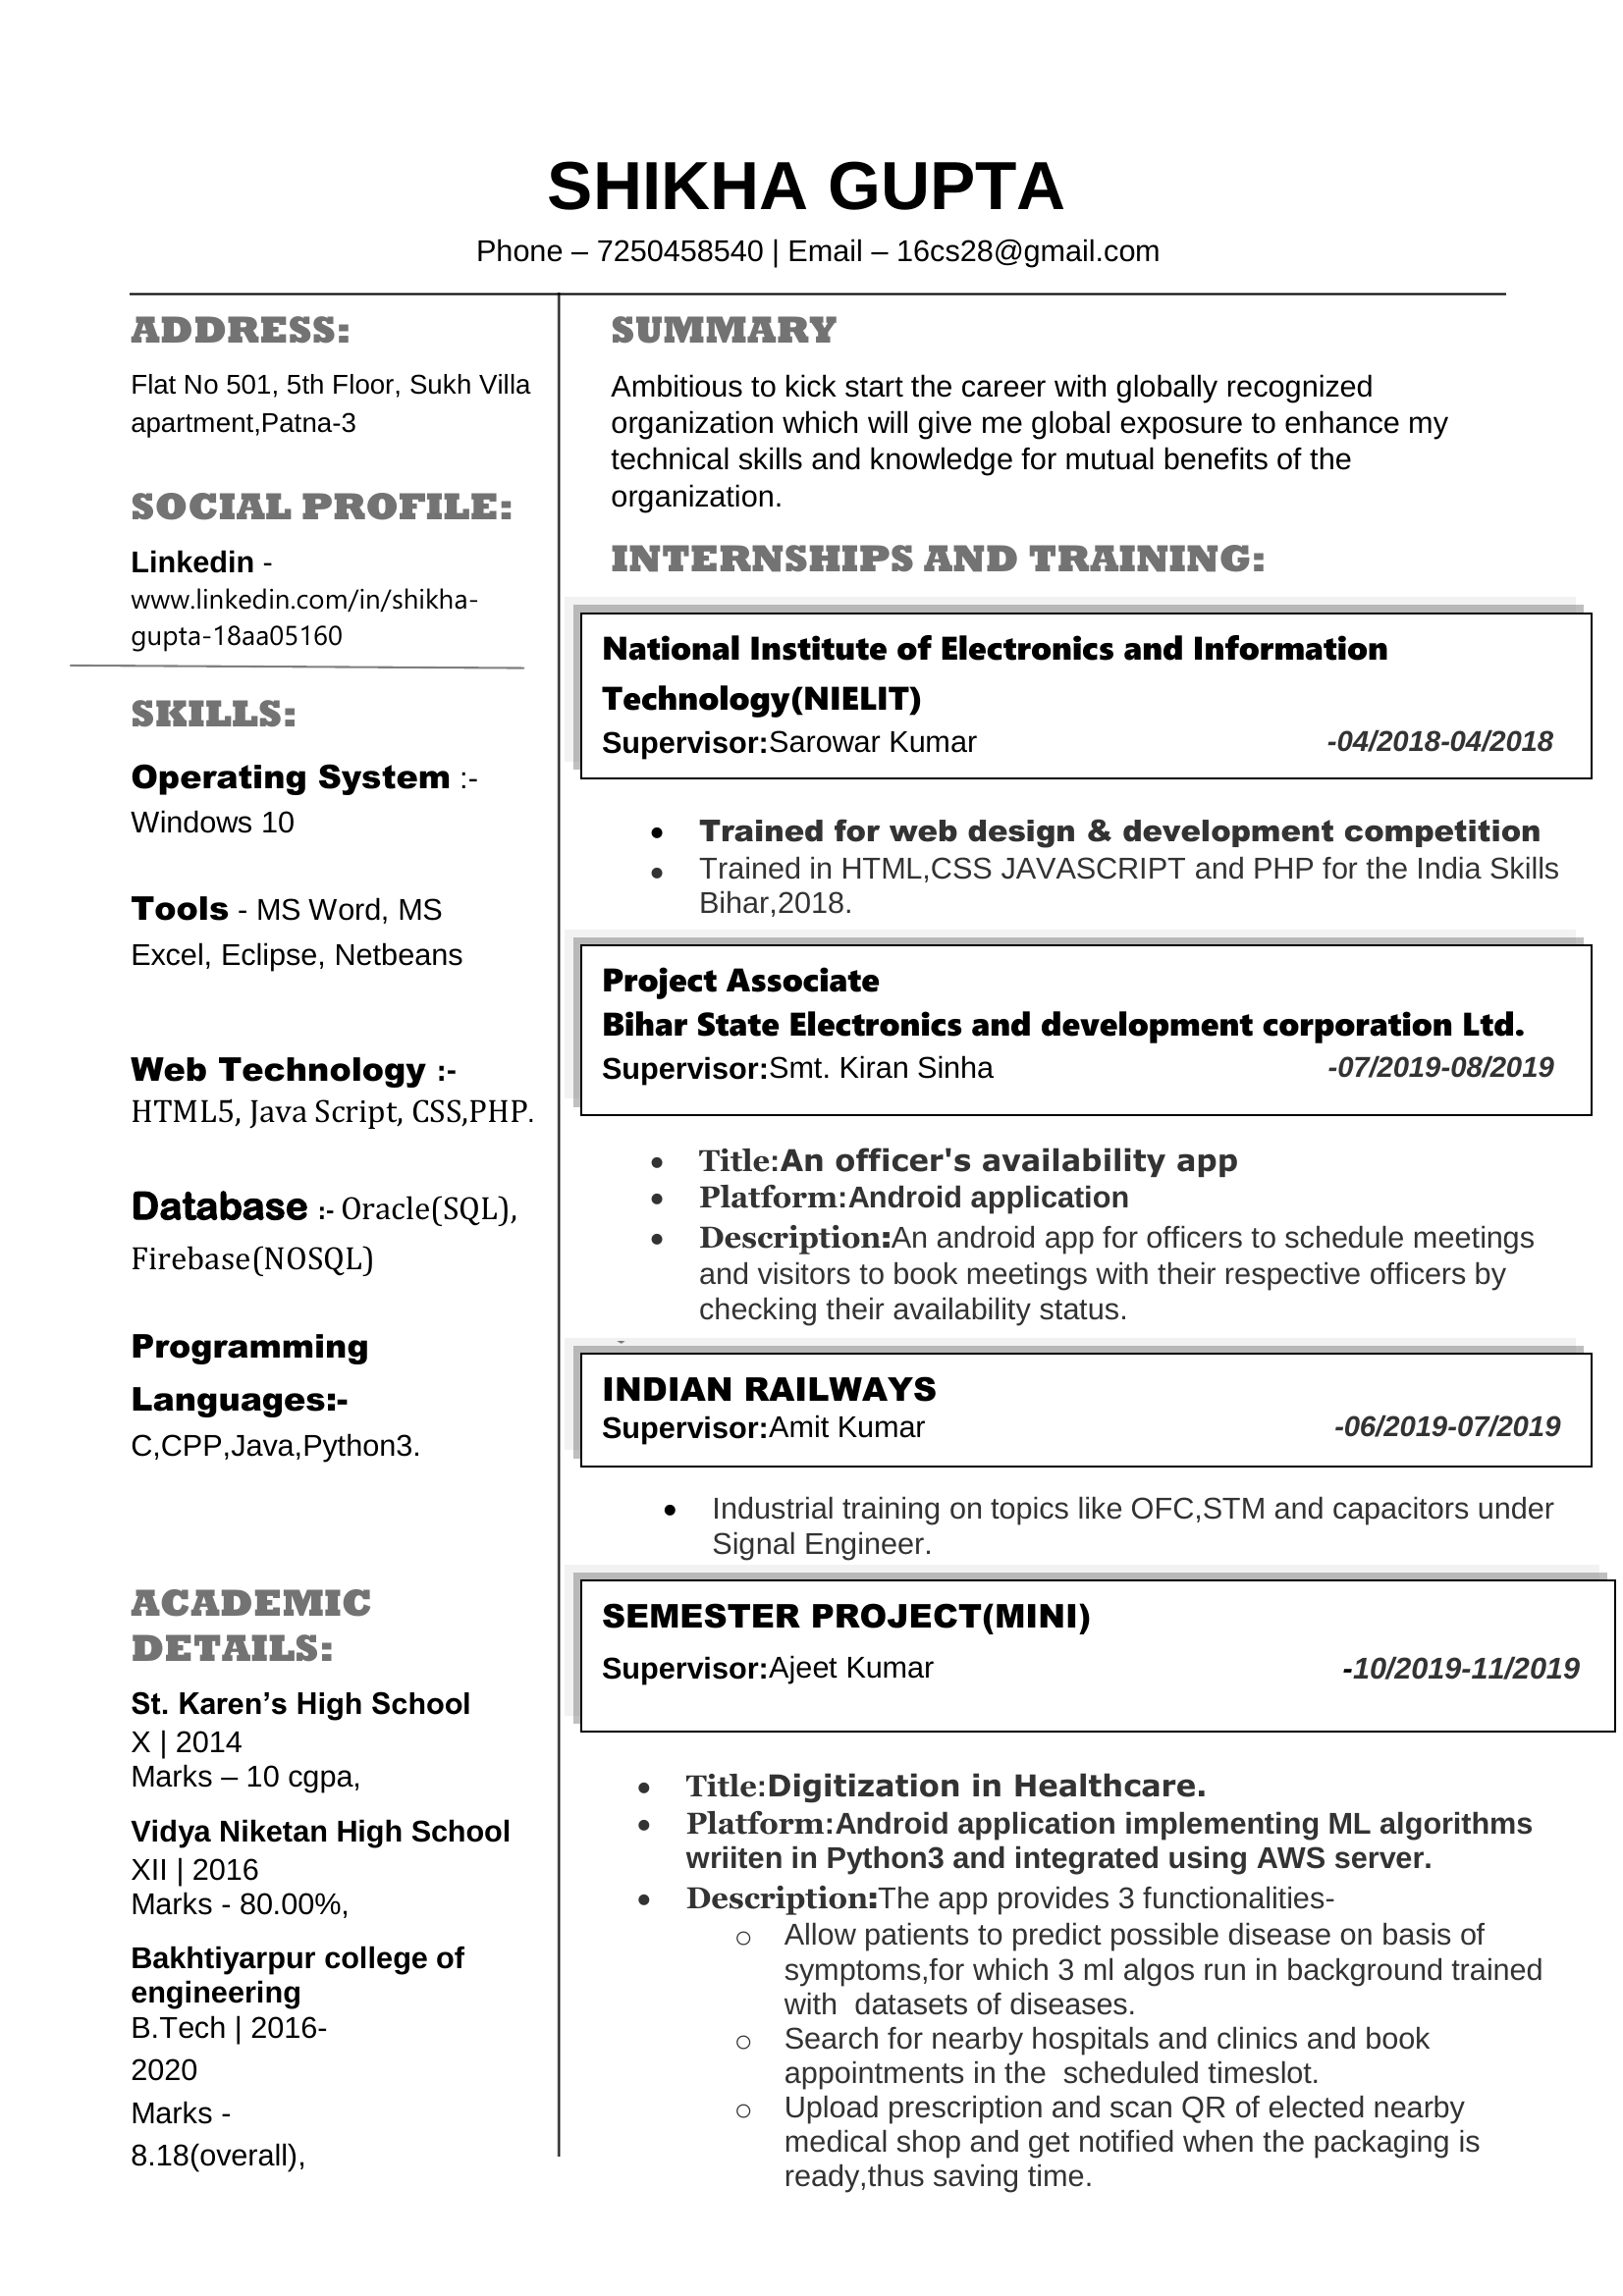 SHIKHA GUPTA
Phone – 7250458540 | Email – 16cs28@gmail.com
ADDRESS:
Flat No 501, 5th Floor, Sukh Villa
apartment,Patna-3
SOCIAL PROFILE:
Linkedin -
www.linkedin.com/in/shikha-
gupta-18aa05160
SKILLS:
Operating System :-
Windows 10
Tools - MS Word, MS
Excel, Eclipse, Netbeans
Web Technology :-
HTML5, Java Script, CSS,PHP.
Database :- Oracle(SQL),
Firebase(NOSQL)
Programming
Languages:-
C,CPP,Java,Python3.
ACADEMIC
DETAILS:
St. Karen’s High School
X | 2014
Marks – 10 cgpa,
Vidya Niketan High School
XII | 2016
Marks - 80.00%,
Bakhtiyarpur college of
engineering
B.Tech | 2016-
2020
Marks -
8.18(overall),
SUMMARY
Ambitious to kick start the career with globally recognized
organization which will give me global exposure to enhance my
technical skills and knowledge for mutual benefits of the
organization.
INTERNSHIPS AND TRAINING:
National Institute of Electronics and Information
Technology(NIELIT)
Supervisor:Sarowar Kumar -04/2018-04/2018
• Trained for web design & development competition
• Trained in HTML,CSS JAVASCRIPT and PHP for the India Skills
Bihar,2018.
Project Associate
Bihar State Electronics and development corporation Ltd.
Supervisor:Smt. Kiran Sinha -07/2019-08/2019
• Title:An officer's availability app
• Platform:Android application
• Description:An android app for officers to schedule meetings
and visitors to book meetings with their respective officers by
checking their availability status.
INDIAN RAILWAYS
Supervisor:Amit Kumar -06/2019-07/2019
• Industrial training on topics like OFC,STM and capacitors under
Signal Engineer.
SEMESTER PROJECT(MINI)
Supervisor:Ajeet Kumar -10/2019-11/2019
• Title:Digitization in Healthcare.
• Platform:Android application implementing ML algorithms
wriiten in Python3 and integrated using AWS server.
• Description:The app provides 3 functionalities-
o Allow patients to predict possible disease on basis of
symptoms,for which 3 ml algos run in background trained
with datasets of diseases.
o Search for nearby hospitals and clinics and book
appointments in the scheduled timeslot.
o Upload prescription and scan QR of elected nearby
medical shop and get notified when the packaging is
ready,thus saving time.